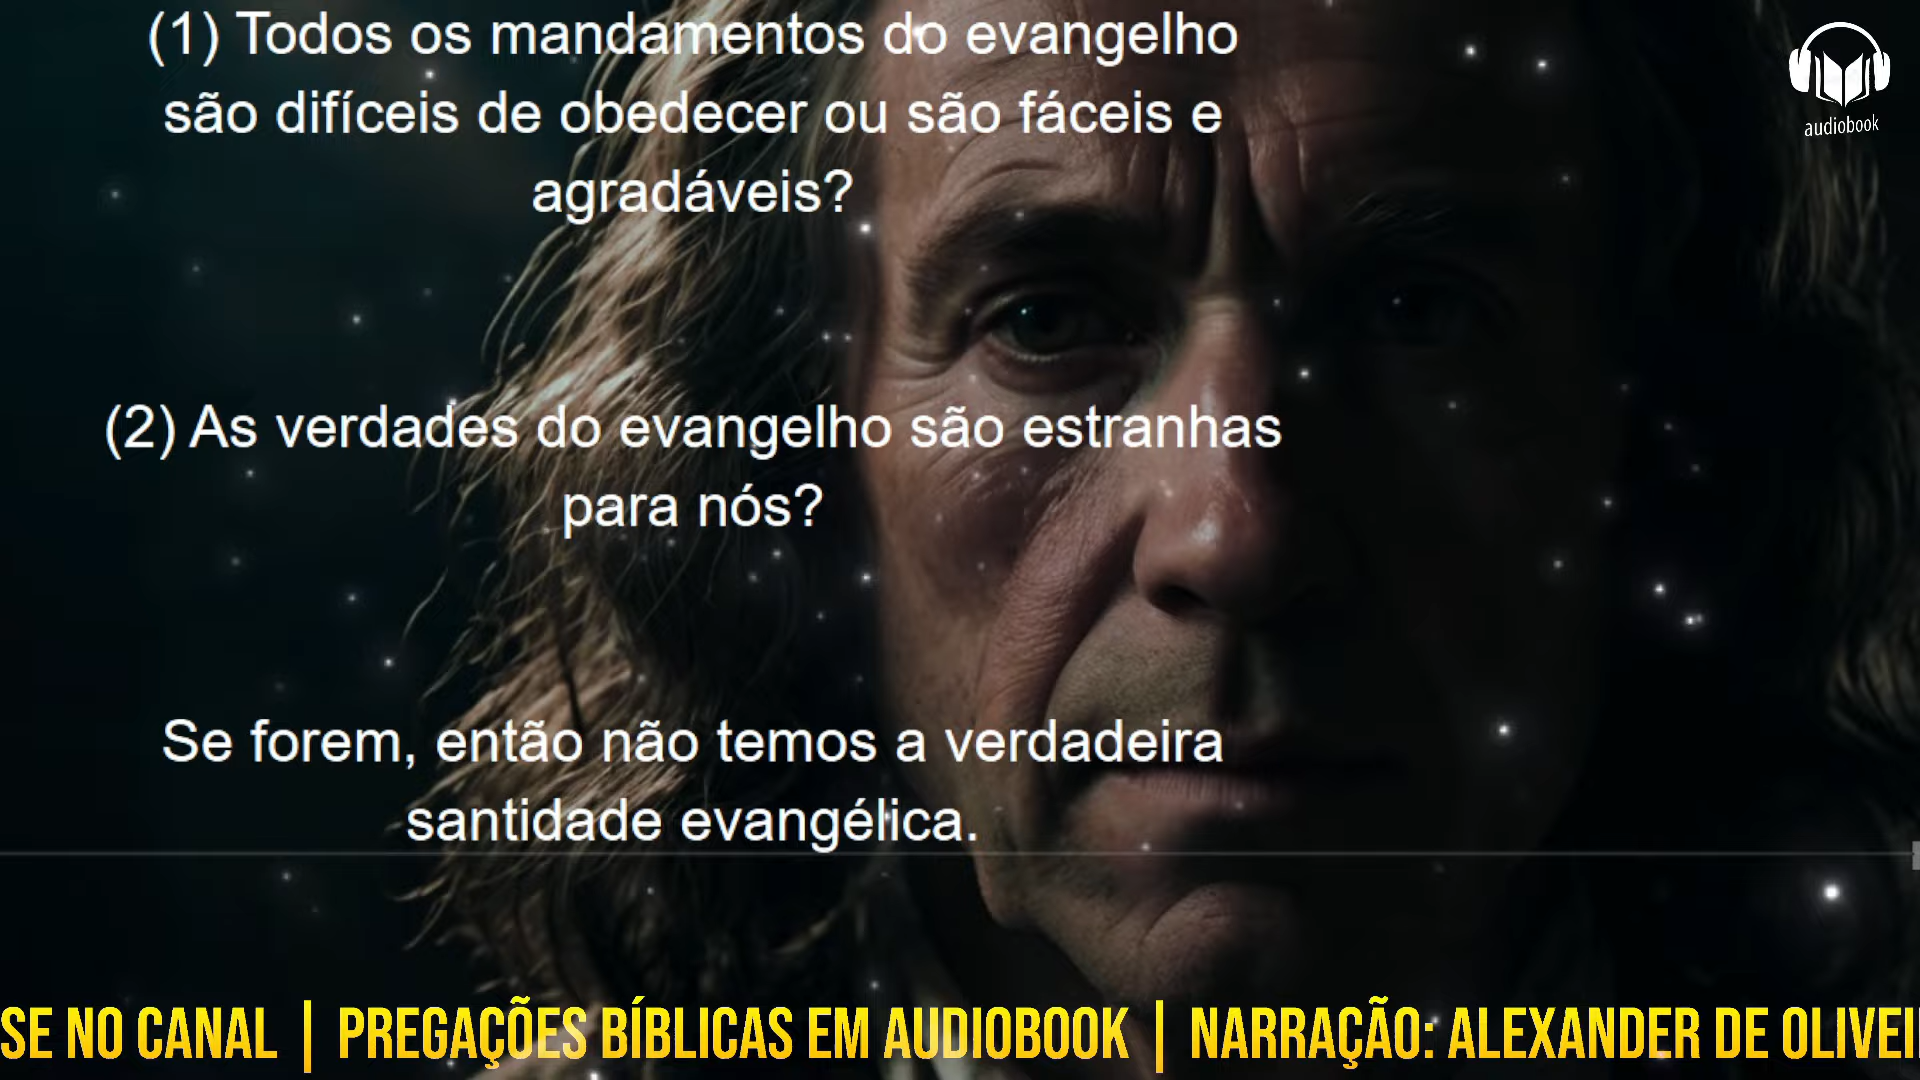 (1) Todos os mandamentos do evangelho
são difíceis de obedecer ou são fáceis e
agradáveis?
audiobook
(2) As verdades do evangelho são estranhas
para nós?
Se forem, então não temos a verdadeira
santidade evangélica.
SE NO CANAL | PREGAÇÕES BÍBLICAS EM AUDIOBOOK | NARRAÇÃO: ALEXANDER DE OLIVEI